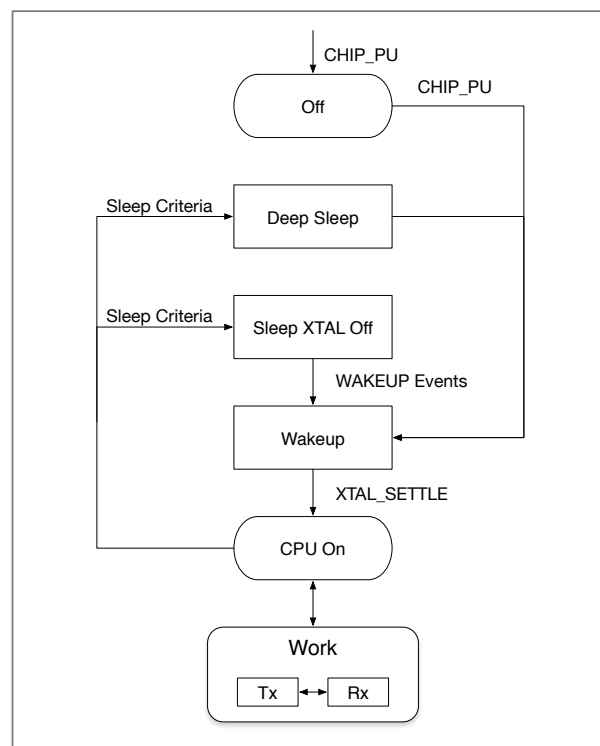 CHIP_PU
CHIP_PU
Off
Sleep Criteria
Deep Sleep
Sleep Criteria
Sleep XTAL Off
WAKEUP Events
Wakeup
XTAL_SETTLE
CPU On
Work
Tx
Rx